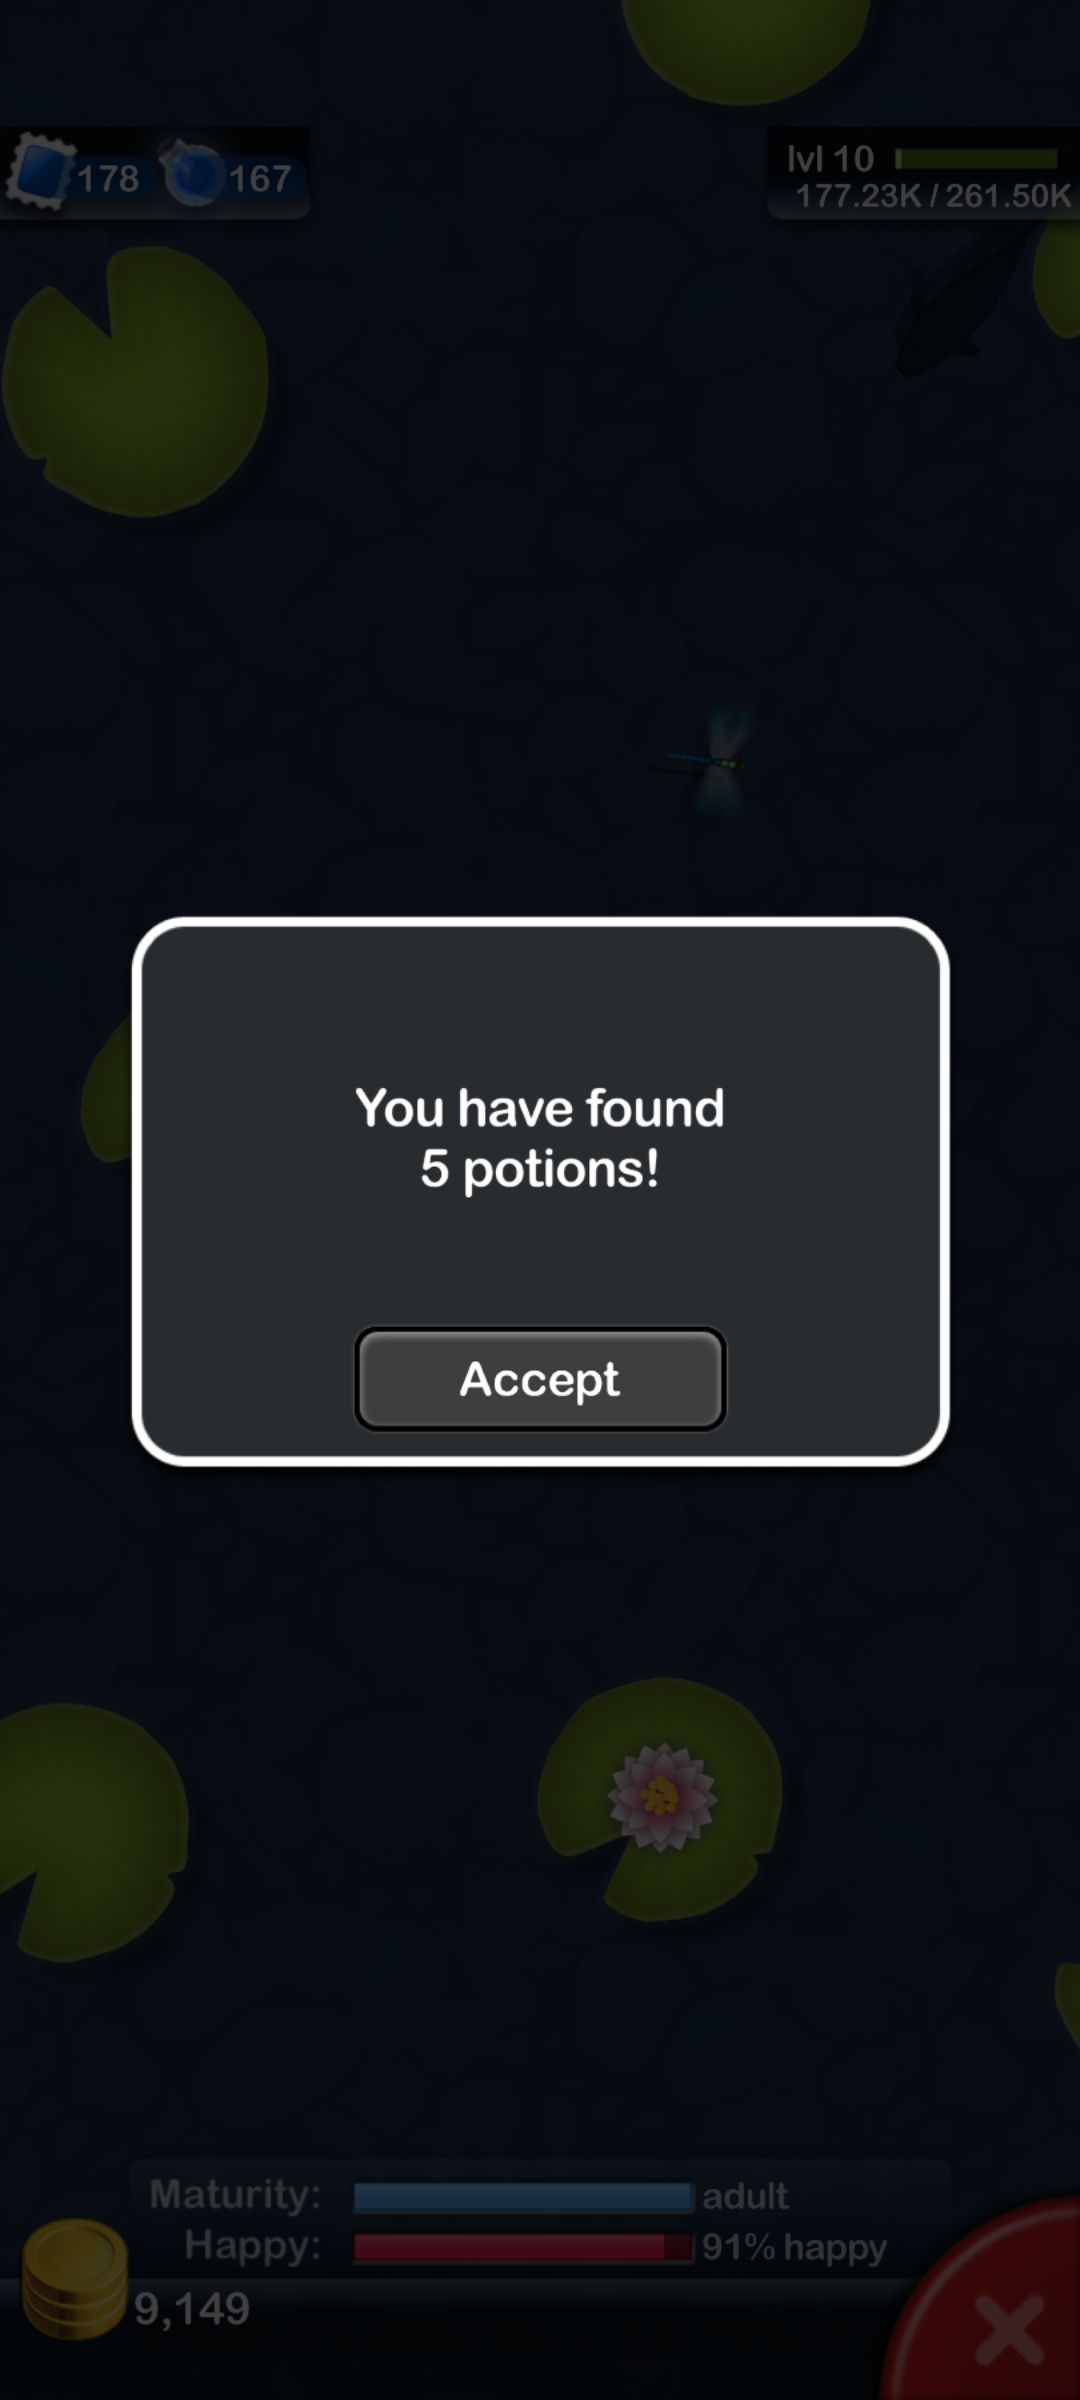 178 167
lvl 10
177.23K / 261.50K
You have found
5 potions!
Accept
Maturity: adult
Happy: 91% happy
9,149